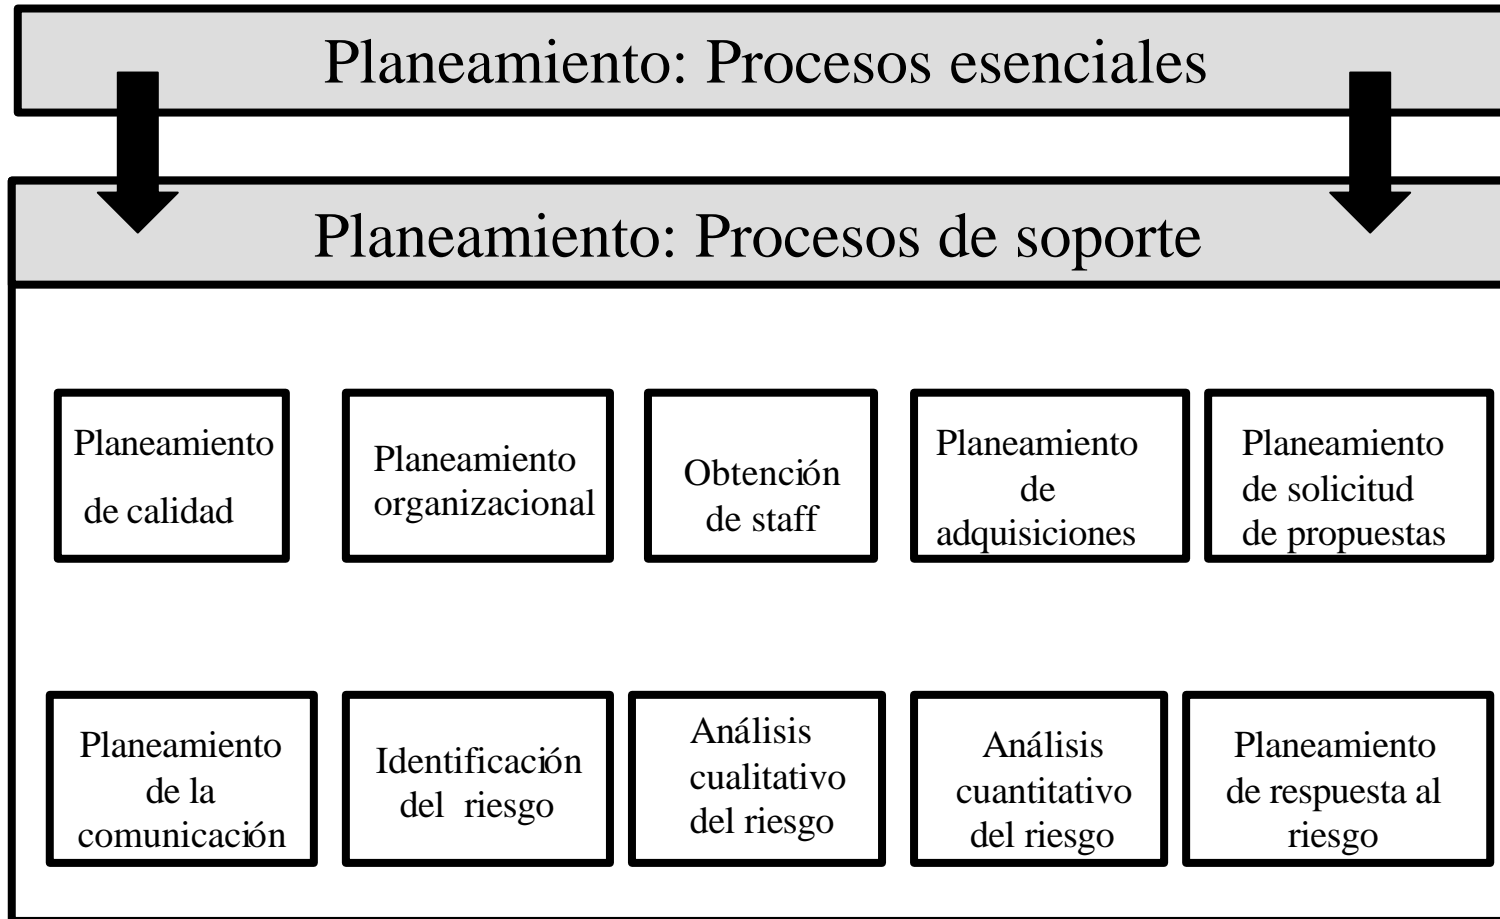 Planeamiento: Procesos esenciales
Planeamiento: Procesos de soporte
Planeamiento
de calidad
Planeamiento
organizacional
Obtención
de staff
Planeamiento
de
adquisiciones
Planeamiento
de solicitud
de propuestas
Planeamiento
de la
comunicación
Identificación
del riesgo
Análisis
cualitativo
del riesgo
Análisis
cuantitativo
del riesgo
Planeamiento
de respuesta al
riesgo